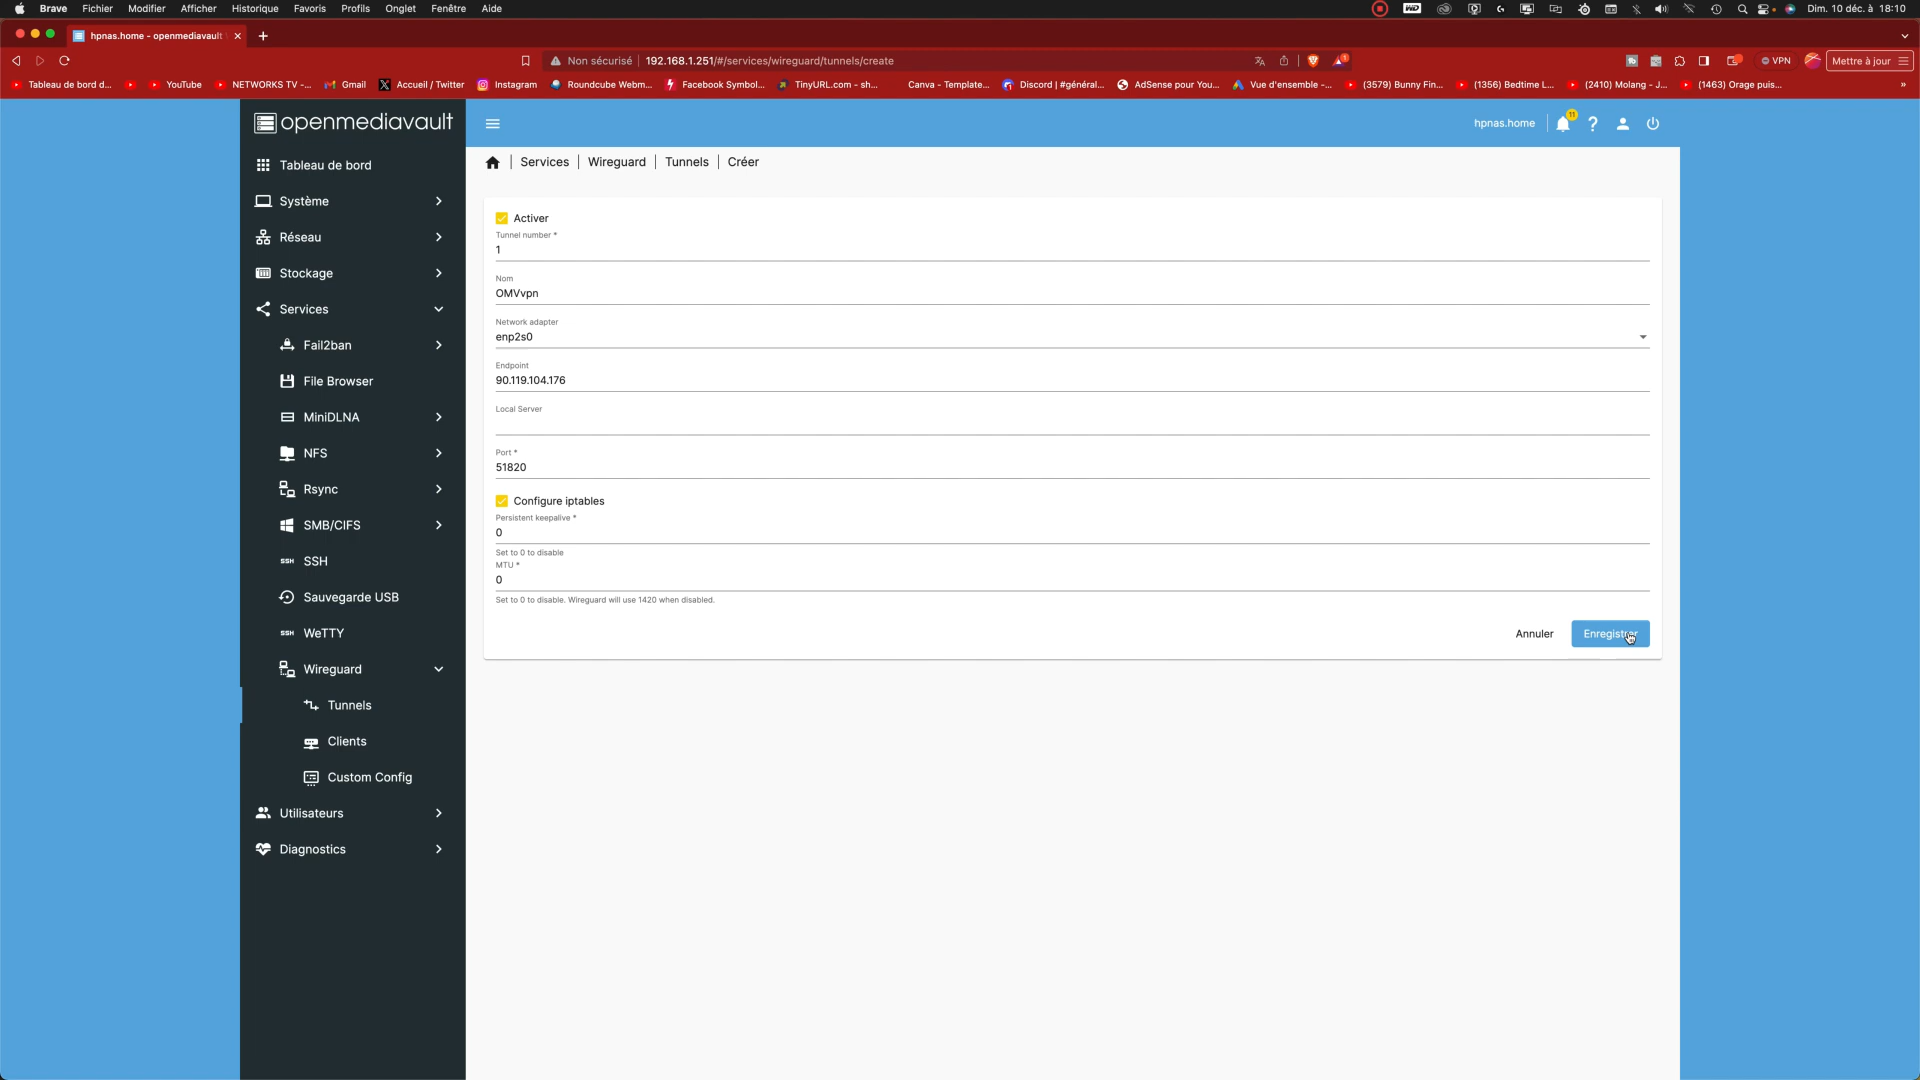 Brave Fichier Modifier Afficher Historique Favoris Profils Onglet Fenêtre Aide Dim. 10 déc. à 18:10
hpnas.home - openmediavault
Non sécurisé 192.168.1.251/#/services/wireguard/tunnels/create VPN Mettre à jour
Tableau de bord d... YouTube NETWORKS TV -... Gmail Accueil / Twitter Instagram Roundcube Webm... Facebook Symbol... TinyURL.com - sh... Canva - Template... Discord | #général... AdSense pour You... Vue d'ensemble -... (3579) Bunny Fin... (1356) Bedtime L... (2410) Molang - J... (1463) Orage puis... »
openmediavault
hpnas.home 11
Services Wireguard Tunnels Créer
Tableau de bord
Système
Réseau
Stockage
Services
Fail2ban
File Browser
MiniDLNA
NFS
Rsync
SMB/CIFS
SSH SSH
Sauvegarde USB
SSH WeTTY
Wireguard
Tunnels
Clients
Custom Config
Utilisateurs
Diagnostics
Activer
Tunnel number *
1
Nom
OMVvpn
Network adapter
enp2s0
Endpoint
90.119.104.176
Local Server
Port *
51820
Configure iptables
Persistent keepalive *
0
Set to 0 to disable
MTU *
0
Set to 0 to disable. Wireguard will use 1420 when disabled.
Annuler Enregistrer